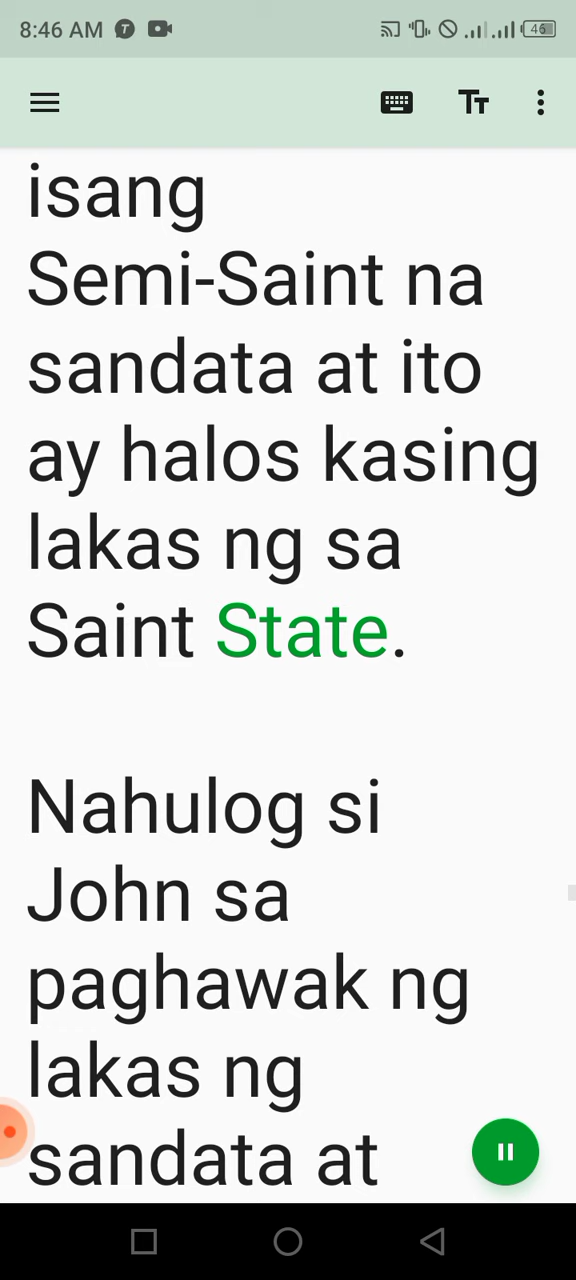 8:46 AM
46
isang
Semi-Saint na
sandata at ito
ay halos kasing
lakas ng sa
Saint State.
Nahulog si
John sa
paghawak ng
lakas ng
sandata at